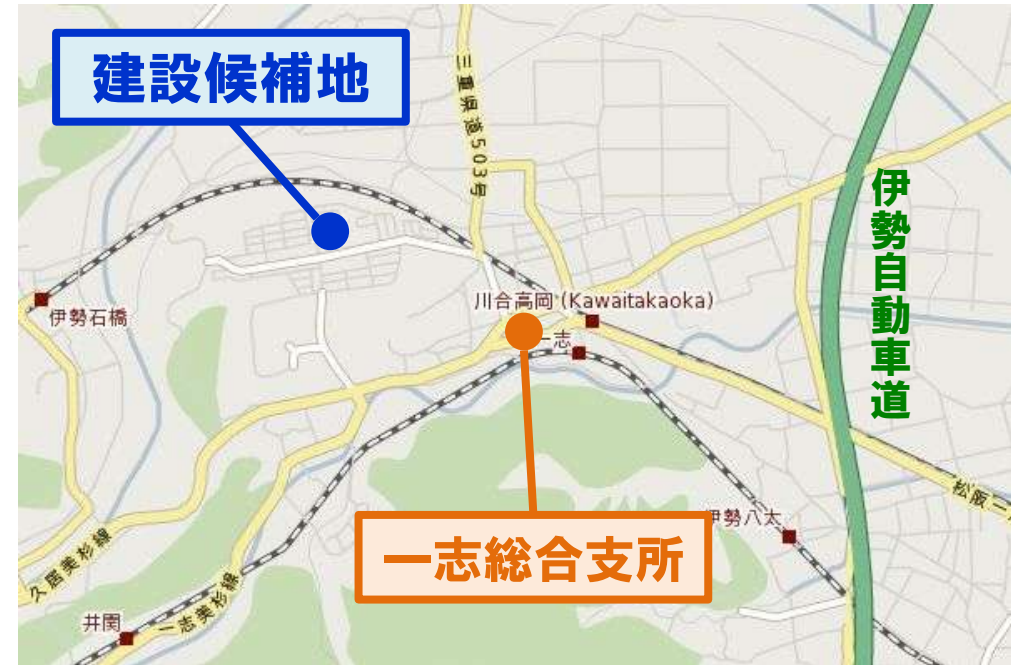 建設候補地
三重県道503号
伊勢自動車道
川合高岡 (Kawaitakaoka)
伊勢石橋
一志
一志総合支所
伊勢八太
久居美杉線
一志美杉線
井関